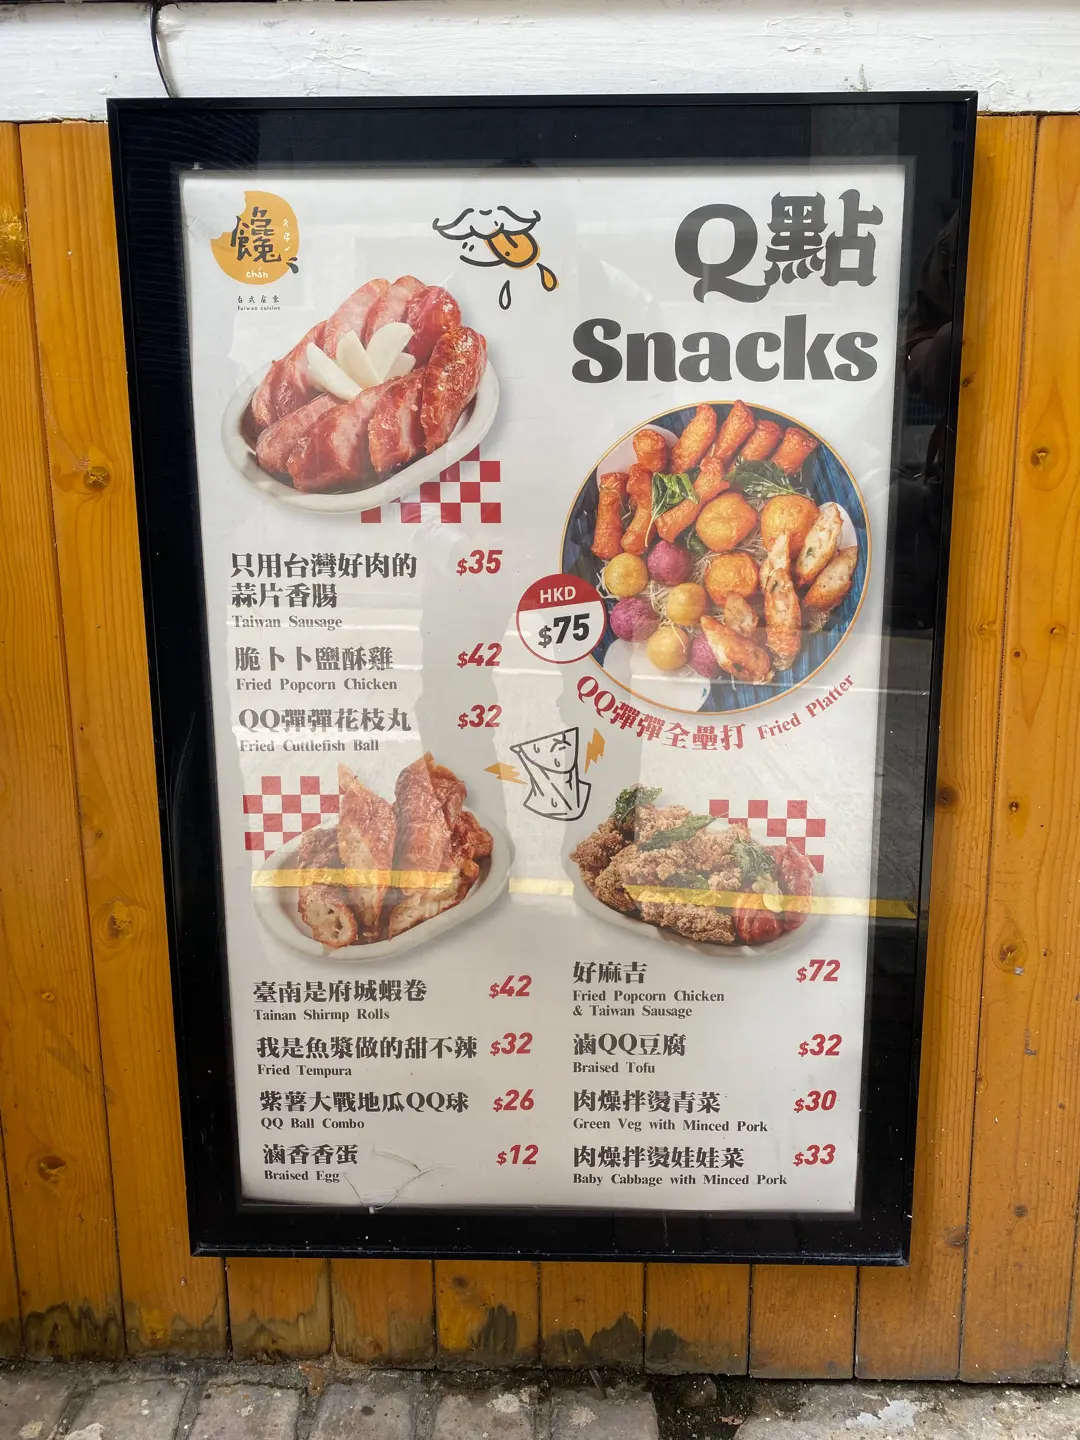 馋
ㄔㄢˊ
chán
Taiwan cuisine
Q點
Snacks
只用台灣好肉的
蒜片香腸
$35
Taiwan Sausage
脆卜卜鹽酥雞 $42
Fried Popcorn Chicken
QQ彈彈花枝丸 $32
Fried Cuttlefish Ball
HKD
$75
QQ彈彈全壘打 Fried Platter
臺南是府城蝦卷 $42
Tainan Shirmp Rolls
我是魚漿做的甜不辣 $32
Fried Tempura
紫薯大戰地瓜QQ球 $26
QQ Ball Combo
滷香香蛋 $12
Braised Egg
好麻吉 $72
Fried Popcorn Chicken
& Taiwan Sausage
滷QQ豆腐 $32
Braised Tofu
肉燥拌燙青菜 $30
Green Veg with Minced Pork
肉燥拌燙娃娃菜 $33
Baby Cabbage with Minced Pork